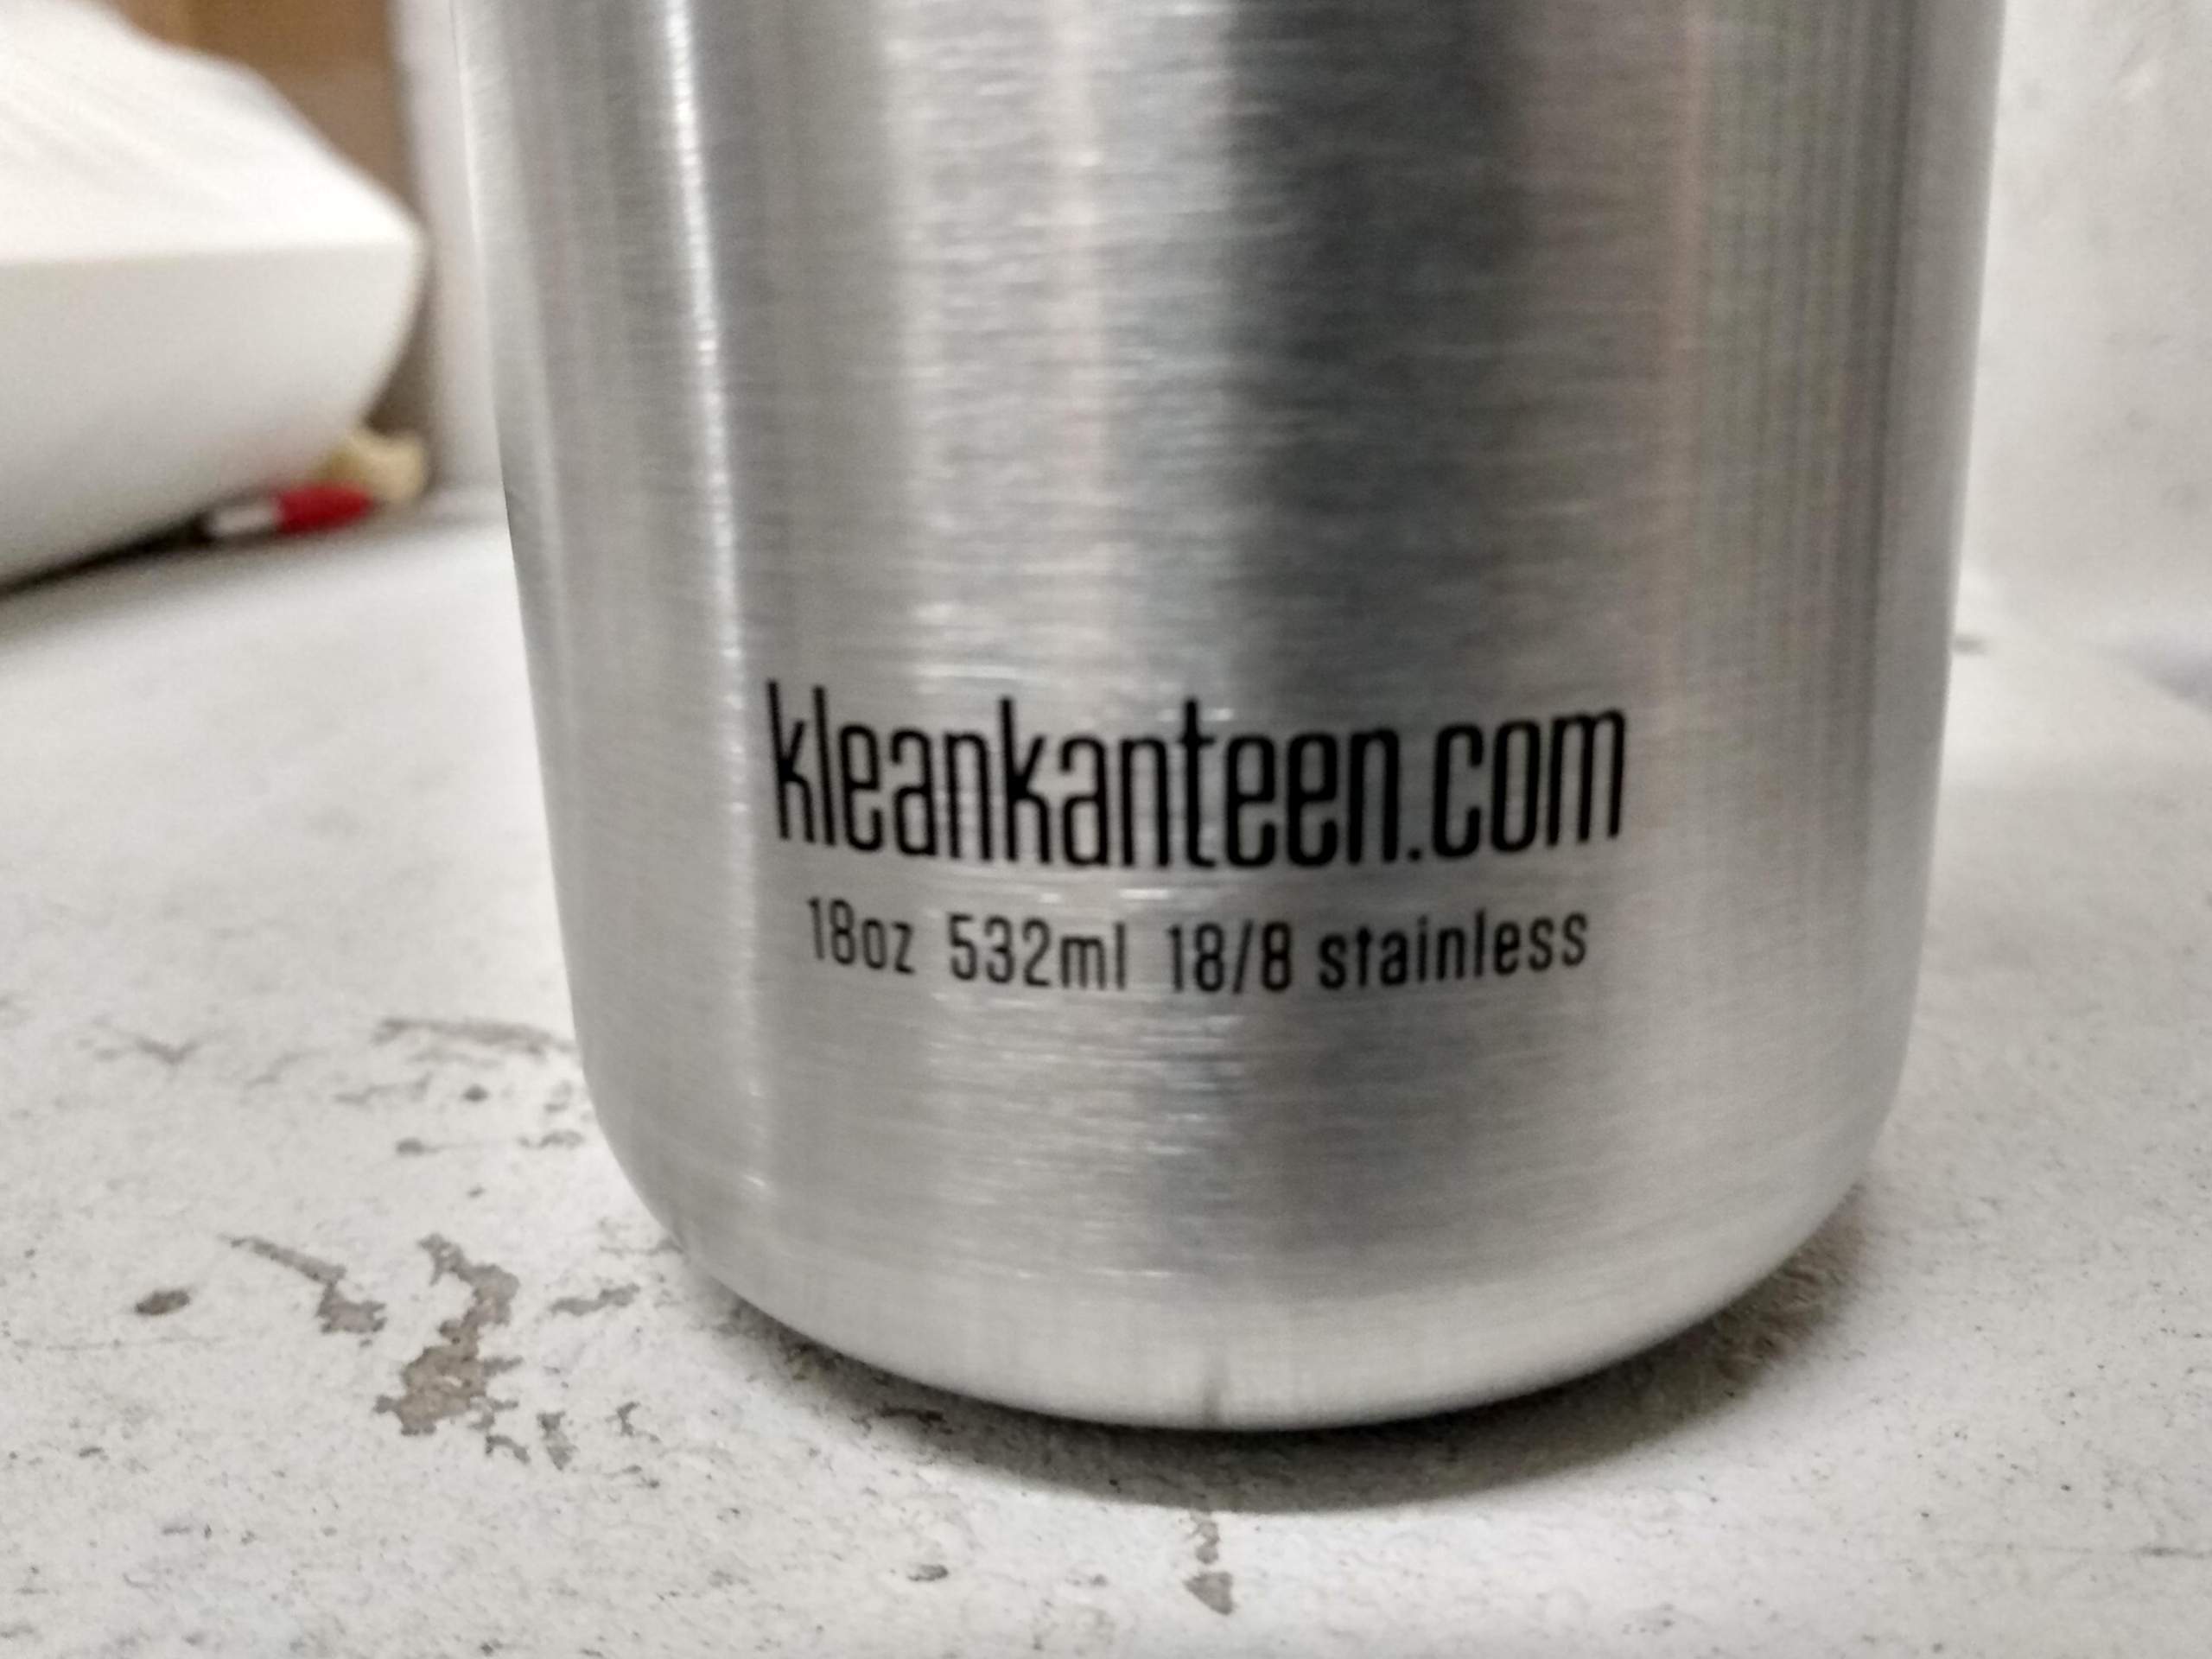 kleankanteen.com
18oz 532ml 18/8 stainless